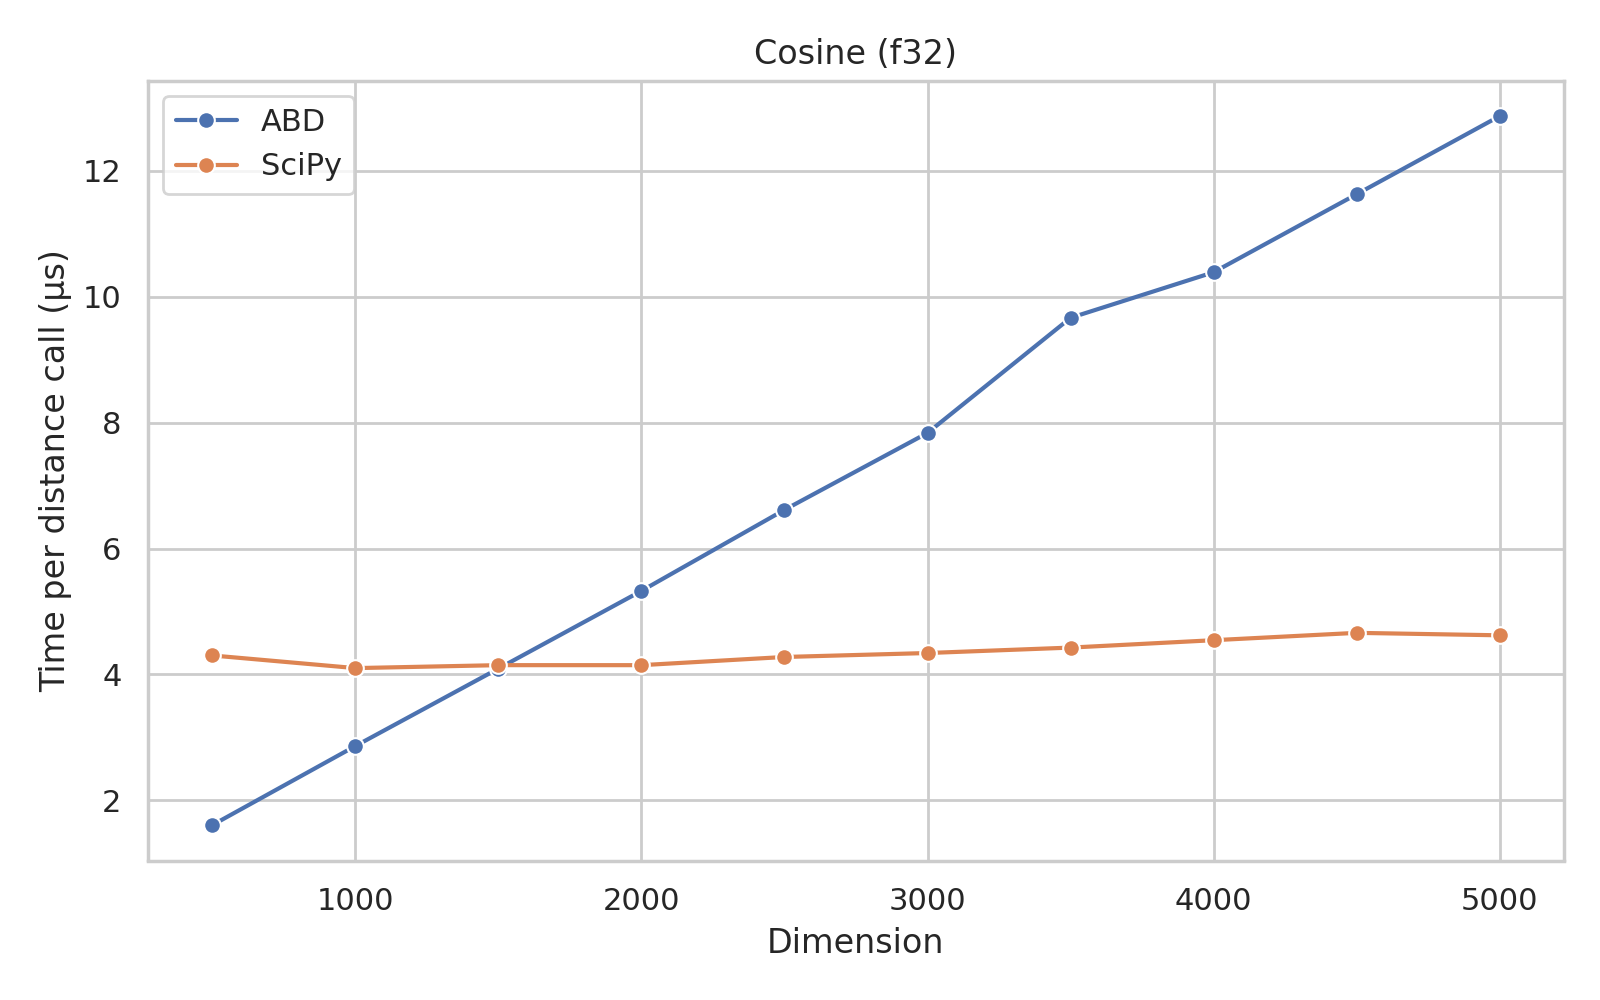 Cosine (f32)
ABD
SciPy
Time per distance call (µs)
12
10
8
6
4
2
1000
2000
3000
4000
5000
Dimension